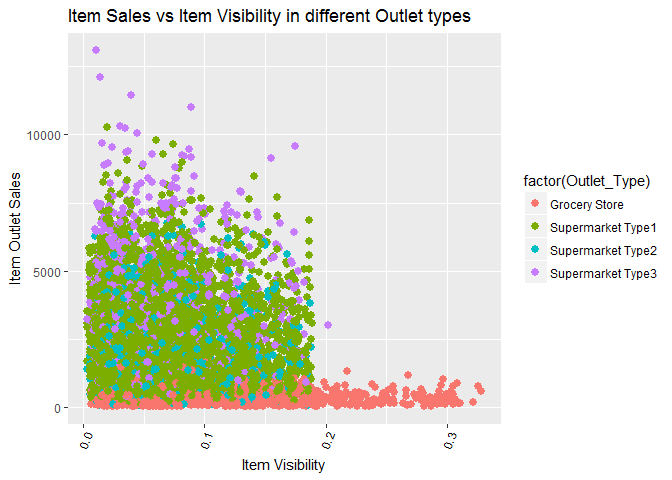 Item Sales vs Item Visibility in different Outlet types
Item Outlet Sales
10000
5000
0
0.0
0.1
0.2
0.3
Item Visibility
factor(Outlet_Type)
Grocery Store
Supermarket Type1
Supermarket Type2
Supermarket Type3